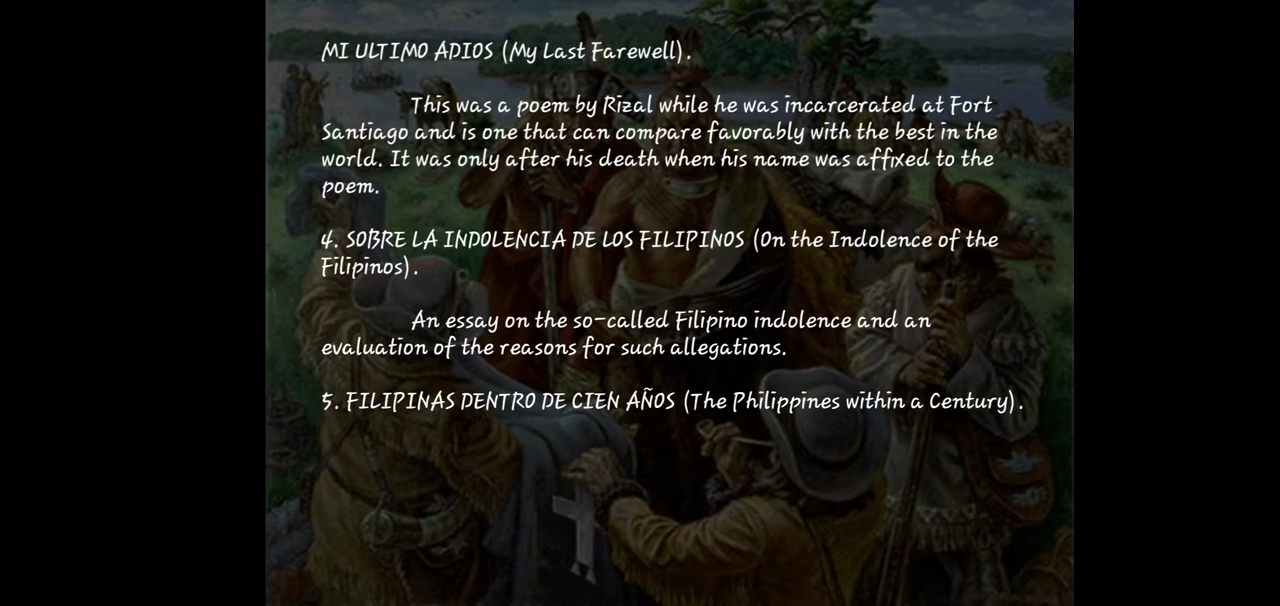 MI ULTIMO ADIOS (My Last Farewell).
This was a poem by Rizal while he was incarcerated at Fort
Santiago and is one that can compare favorably with the best in the
world. It was only after his death when his name was affixed to the
poem.
4. SOBRE LA INDOLENCIA DE LOS FILIPINOS (On the Indolence of the
Filipinos).
An essay on the so-called Filipino indolence and an
evaluation of the reasons for such allegations.
5. FILIPINAS DENTRO DE CIEN AÑOS (The Philippines within a Century).